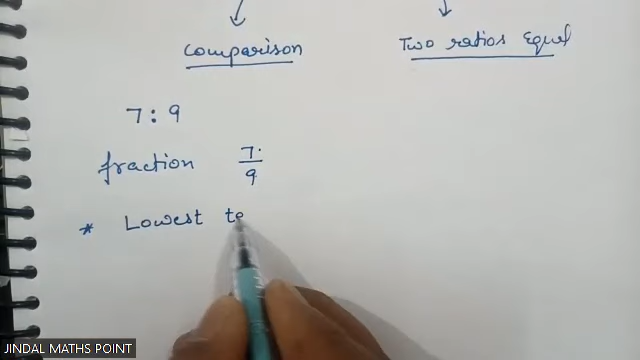 Comparison
Two ratios Equal
7 : 9
fraction 7/9
* Lowest te
JINDAL MATHS POINT